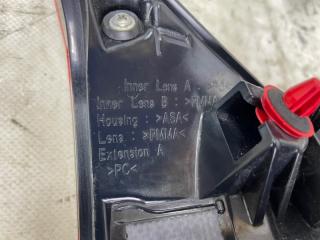 Inner Lens A :
Inner Lens B : >PMMA
Housing : >ASA<
Lens : >PMMA<
Extension A
>PC<